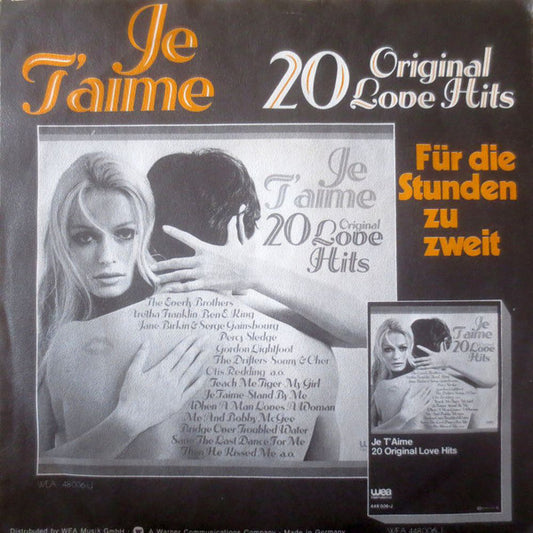 Je
T'aime
20 Original
Love Hits
Für die
Stunden
zu
zweit
Je
T'aime
20 Original
Love
Hits
The Everly Brothers
Aretha Franklin Ben E. King
Jane Birkin & Serge Gainsbourg
Percy Sledge
Gordon Lightfoot
The Drifters Sonny & Cher
Otis Redding a.o.
Teach Me Tiger My Girl
Je T'aime Stand By Me
When A Man Loves A Woman
Me And Bobby McGee
Bridge Over Troubled Water
Save The Last Dance For Me
Then He Kissed Me a.o.
WEA 48006 U
Je
T'aime
20 Original
Love
Hits
Je T'Aime
20 Original Love Hits
wea
448 006 U
Distributed by WEA Musik GmbH - A Warner Communications Company - Made in Germany
WEA 448006